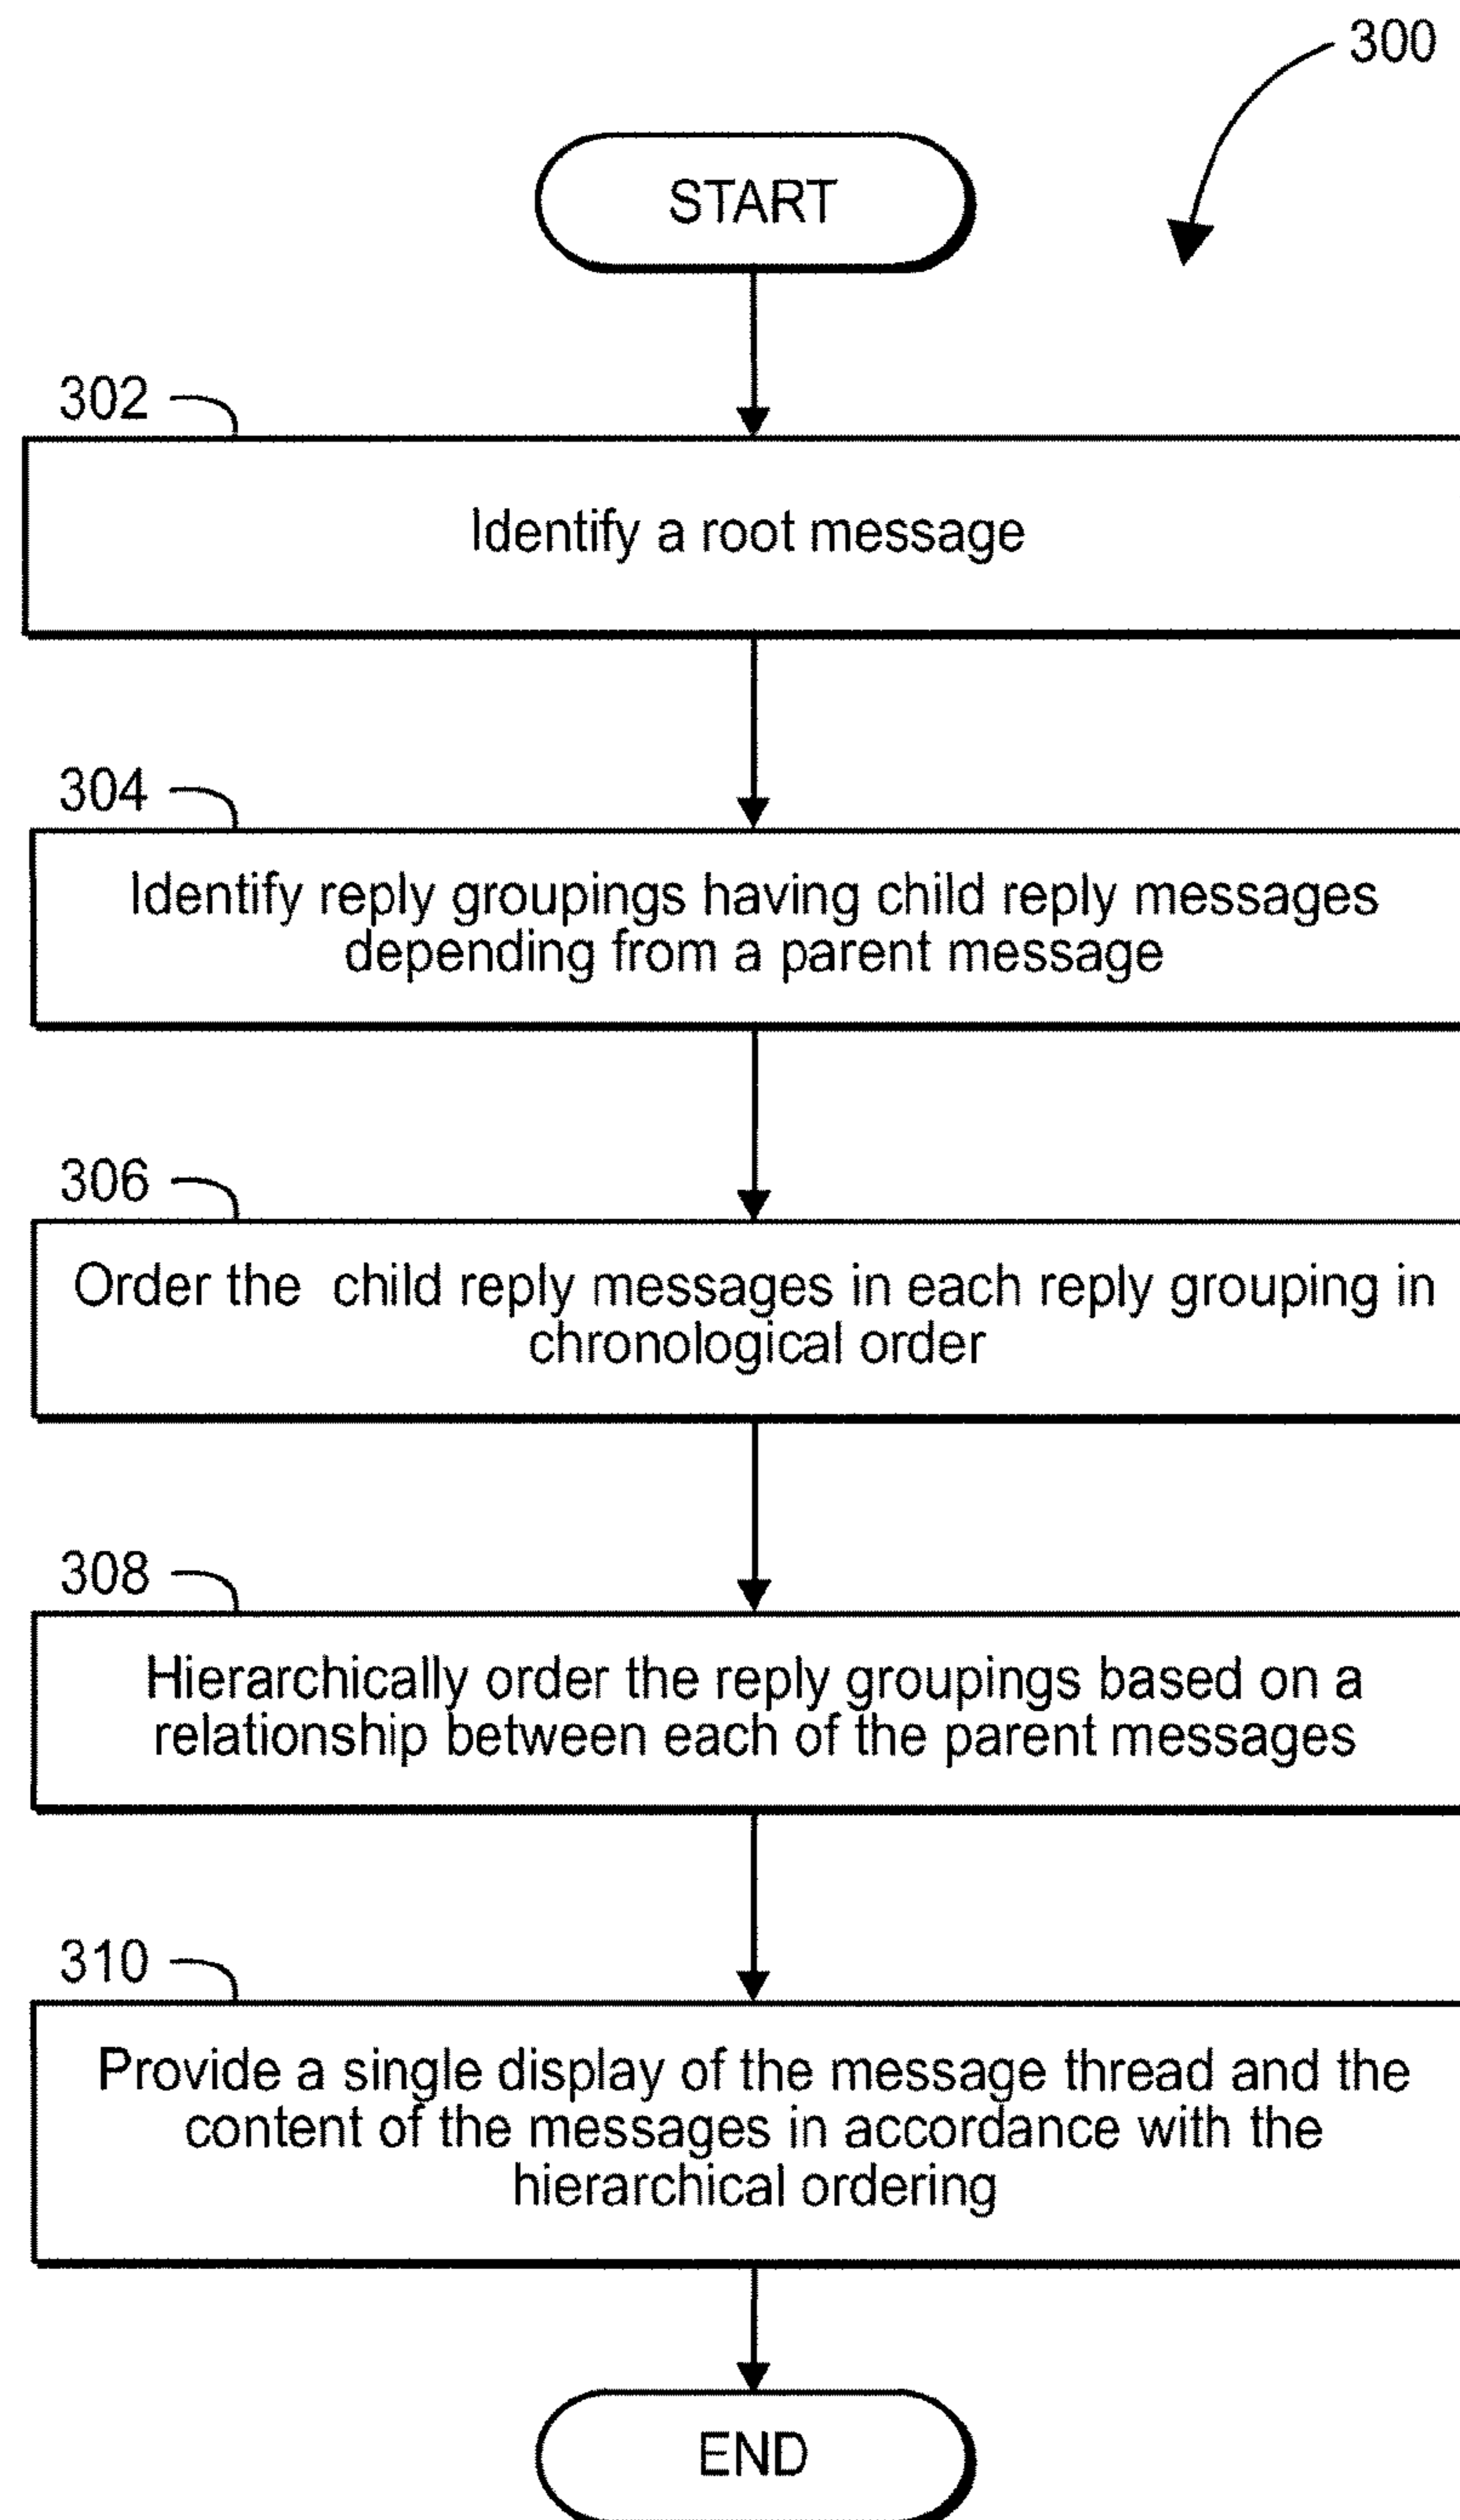 300
START
302
Identify a root message
304
Identify reply groupings having child reply messages
depending from a parent message
306
Order the child reply messages in each reply grouping in
chronological order
308
Hierarchically order the reply groupings based on a
relationship between each of the parent messages
310
Provide a single display of the message thread and the
content of the messages in accordance with the
hierarchical ordering
END